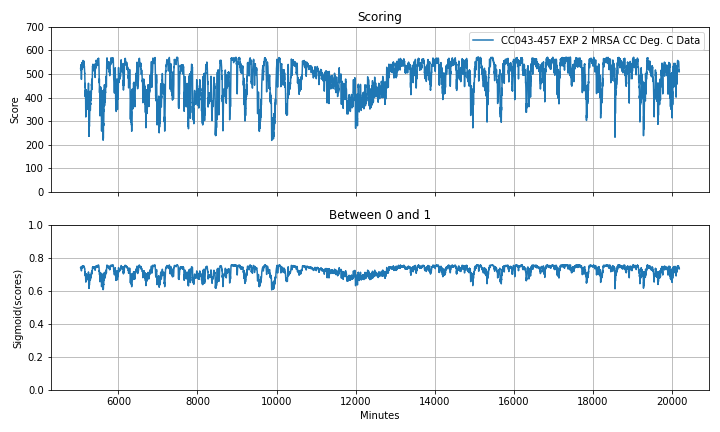 Scoring
CC043-457 EXP 2 MRSA CC Deg. C Data
700
600
500
400
300
200
100
0
Score
Between 0 and 1
1.0
0.8
0.6
0.4
0.2
0.0
Sigmoid(scores)
6000 8000 10000 12000 14000 16000 18000 20000
Minutes